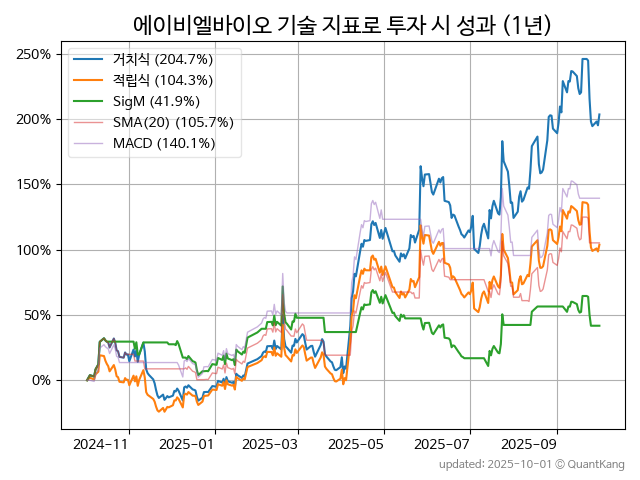 에이비엘바이오 기술 지표로 투자 시 성과 (1년)
250%
200%
150%
100%
50%
0%
거치식 (204.7%)
적립식 (104.3%)
SigM (41.9%)
SMA(20) (105.7%)
MACD (140.1%)
2024-11 2025-01 2025-03 2025-05 2025-07 2025-09
updated: 2025-10-01 © QuantKang